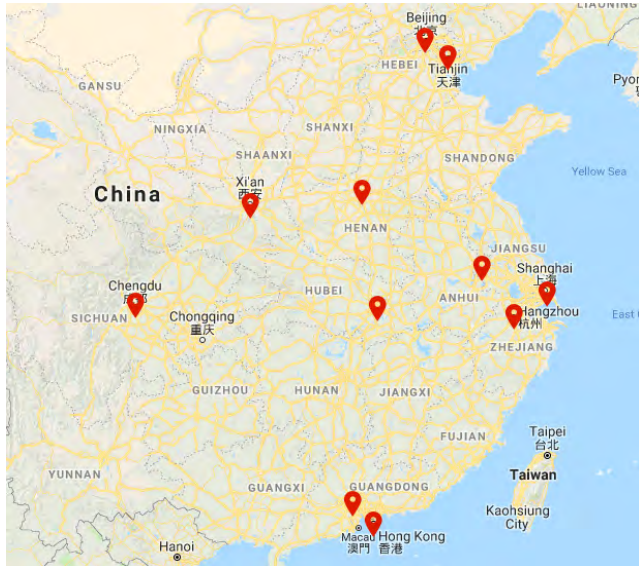 LIAONING
Beijing
北京
HEBEI
Tianjin
天津
GANSU
Pyon
NINGXIA
SHANXI
SHAANXI
SHANDONG
Yellow Sea
Xi'an
西安
China
HENAN
JIANGSU
Shanghai
上海
Chengdu
成都
HUBEI
ANHUI
SICHUAN
Chongqing
重庆
Hangzhou
杭州
East C
ZHEJIANG
GUIZHOU
HUNAN
JIANGXI
FUJIAN
Taipei
台北
YUNNAN
Taiwan
GUANGXI
GUANGDONG
Kaohsiung
City
Macau
澳門
Hong Kong
香港
Hanoi